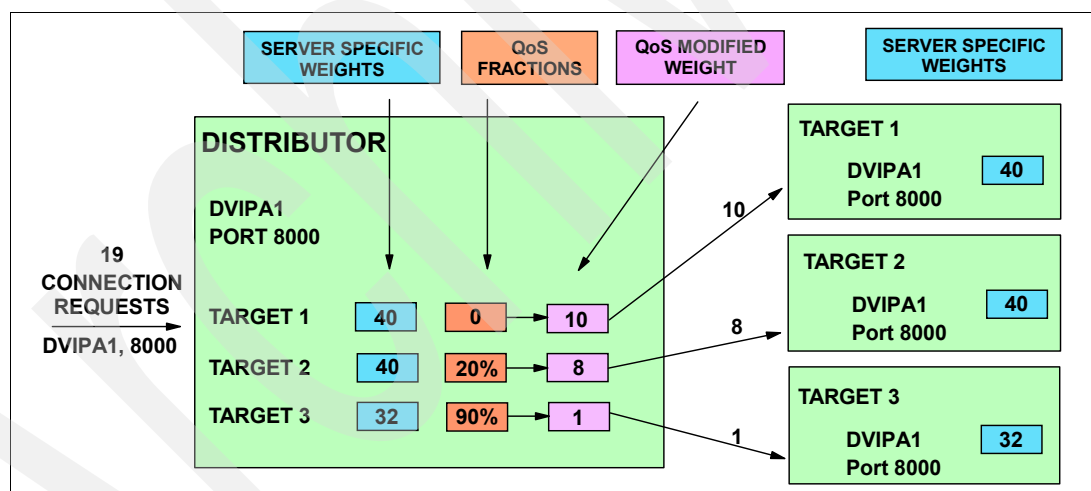 SERVER SPECIFIC
WEIGHTS
QoS
FRACTIONS
QoS MODIFIED
WEIGHT
SERVER SPECIFIC
WEIGHTS
DISTRIBUTOR
DVIPA1
PORT 8000
19
CONNECTION
REQUESTS
DVIPA1, 8000
TARGET 1 40 0 10
TARGET 2 40 20% 8
TARGET 3 32 90% 1
10
8
1
TARGET 1
DVIPA1 40
Port 8000
TARGET 2
DVIPA1 40
Port 8000
TARGET 3
DVIPA1 32
Port 8000